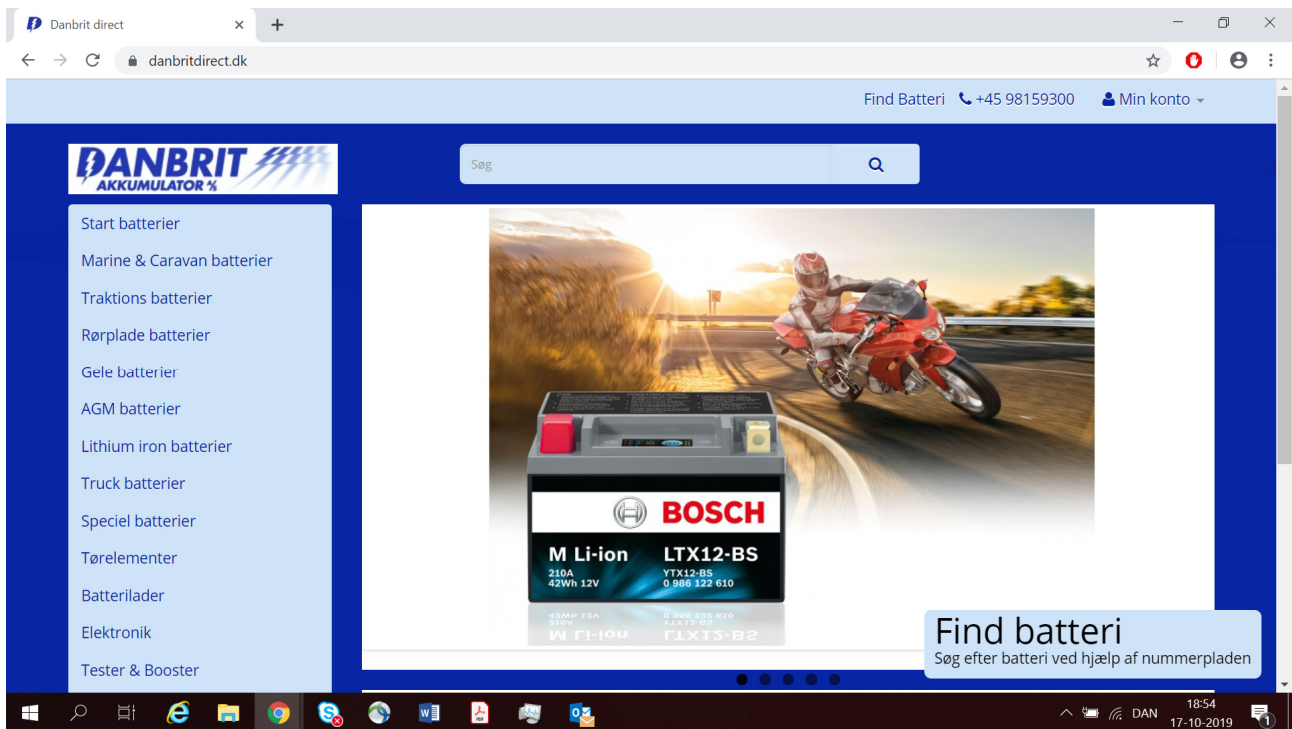 Danbrit direct
danbritdirect.dk
Find Batteri +45 98159300 Min konto
DANBRIT
AKKUMULATOR %
Søg
Start batterier
Marine & Caravan batterier
Traktions batterier
Rørplade batterier
Gele batterier
AGM batterier
Lithium iron batterier
Truck batterier
Speciel batterier
Tørelementer
Batterilader
Elektronik
Tester & Booster
BOSCH
M Li-ion LTX12-BS
210A YTX12-BS
42Wh 12V 0 986 122 610
Find batteri
Søg efter batteri ved hjælp af nummerpladen
DAN
18:54
17-10-2019
1